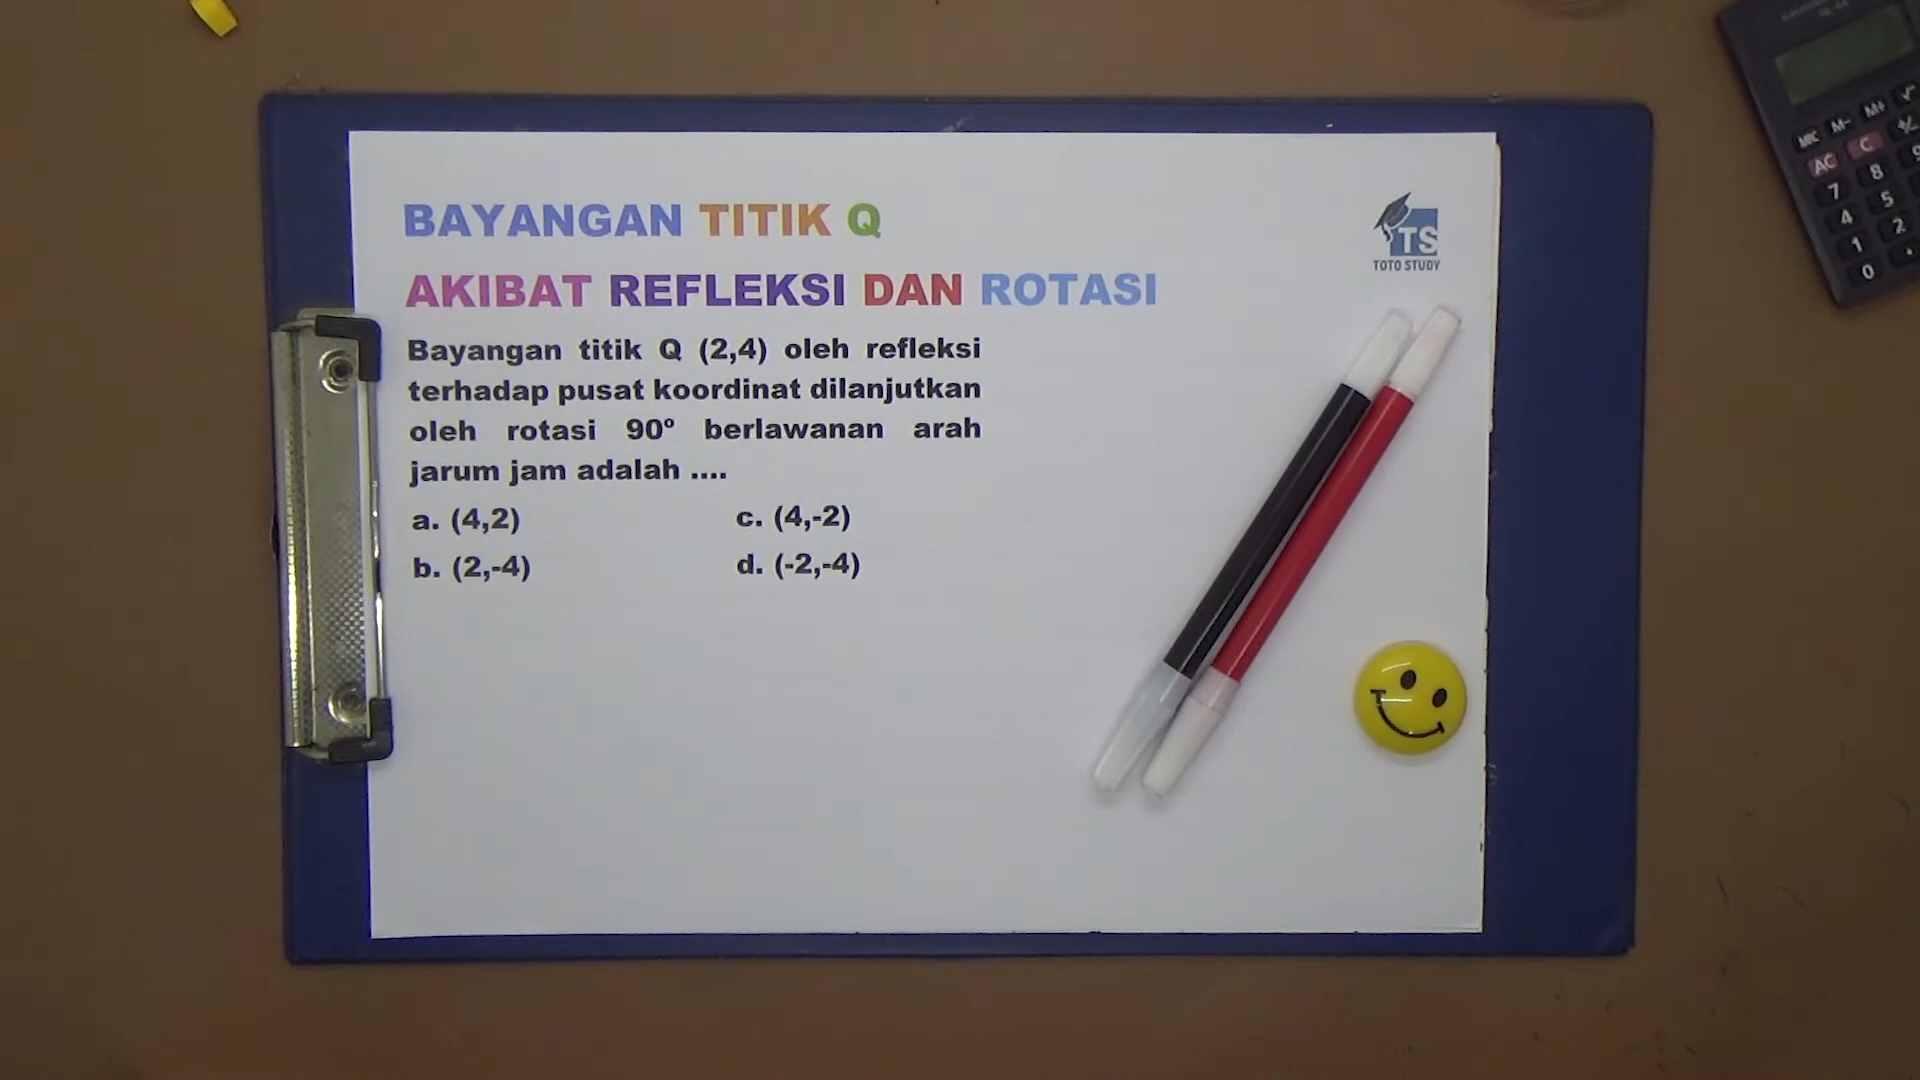 BAYANGAN TITIK Q
AKIBAT REFLEKSI DAN ROTASI
TS
TOTO STUDY
Bayangan titik Q (2,4) oleh refleksi
terhadap pusat koordinat dilanjutkan
oleh rotasi 90° berlawanan arah
jarum jam adalah ....
a. (4,2) c. (4,-2)
b. (2,-4) d. (-2,-4)
MRC M- M+ √
AC C +/-
7 8 9
4 5
1 2
0 .